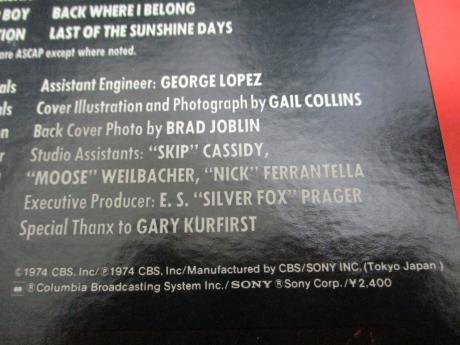 BOY BACK WHERE I BELONG
TION LAST OF THE SUNSHINE DAYS
are ASCAP except where noted.
als Assistant Engineer: GEORGE LOPEZ
als Cover Illustration and Photograph by GAIL COLLINS
on Back Cover Photo by BRAD JOBLIN
er Studio Assistants: "SKIP" CASSIDY,
"MOOSE" WEILBACHER, "NICK" FERRANTELLA
Executive Producer: E. S. "SILVER FOX" PRAGER
Special Thanx to GARY KURFIRST
©1974 CBS, Inc/℗1974 CBS, Inc/Manufactured by CBS/SONY INC. (Tokyo Japan)
®Columbia Broadcasting System Inc./SONY ®Sony Corp./¥2,400